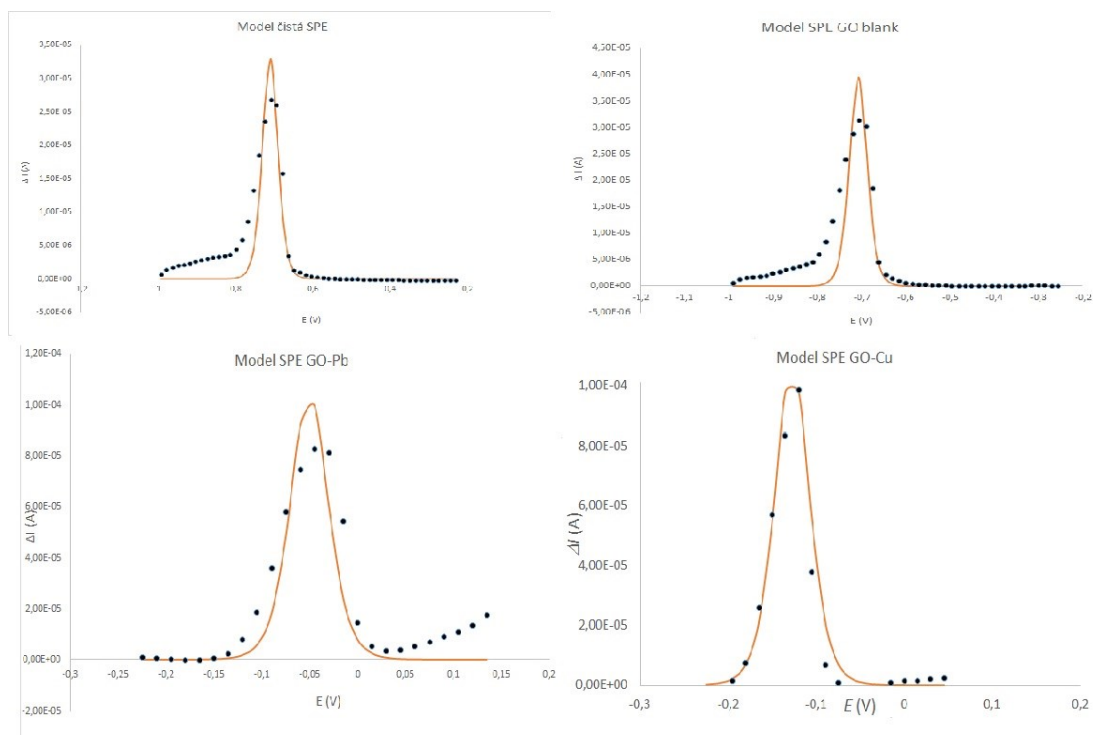 Model čistá SPE
3,50E-05
3,00E-05
2,50E-05
2,00E-05
1,50E-05
1,00E-05
5,00E 06
0,00E+00
-5,00E-06
Δ I (A)
1 0,8 0,6 0,4 0,2
E (V)
Model SPE GO blank
4,50E-05
4,00E-05
3,50E-05
3,00E-05
2,50E-05
2,00E-05
1,50E-05
1,00E-05
5,00E-06
0,00E+00
-5,00E-06
Δ I (A)
-1,2 -1,1 -1 -0,9 -0,8 -0,7 -0,6 -0,5 -0,4 -0,3 -0,2
E (V)
Model SPE GO-Pb
1,20E-04
1,00E-04
8,00E-05
6,00E-05
4,00E-05
2,00E-05
0,00E+00
-2,00E-05
ΔI (A)
-0,3 -0,25 -0,2 -0,15 -0,1 -0,05 0 0,05 0,1 0,15 0,2
E (V)
Model SPE GO-Cu
1,00E-04
8,00E-05
6,00E-05
4,00E-05
2,00E-05
0,00E+00
ΔI (A)
-0,3 -0,2 -0,1 0 0,1 0,2
E (V)